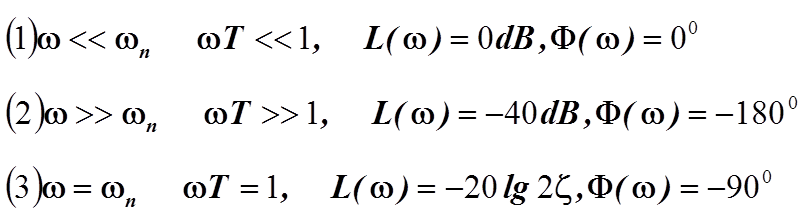 (1)ω << ωₙ ωT << 1, L(ω) = 0dB,Φ(ω) = 0⁰
(2)ω >> ωₙ ωT >> 1, L(ω) = −40dB,Φ(ω) = −180⁰
(3)ω = ωₙ ωT = 1, L(ω) = −20 lg 2ζ,Φ(ω) = −90⁰